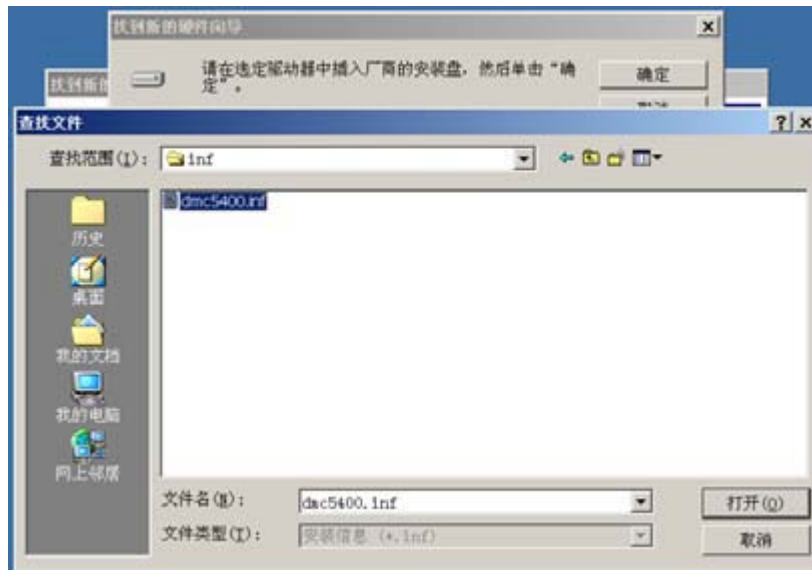 找到新的硬件向导
请在选定驱动器中插入厂商的安装盘，然后单击“确
定”。
确定
找到新的
查找文件
查找范围(I):
inf
dmc5400.inf
历史
桌面
我的文档
我的电脑
网上邻居
文件名(N):
dmc5400.inf
打开(O)
文件类型(T):
安装信息 (*.inf)
取消